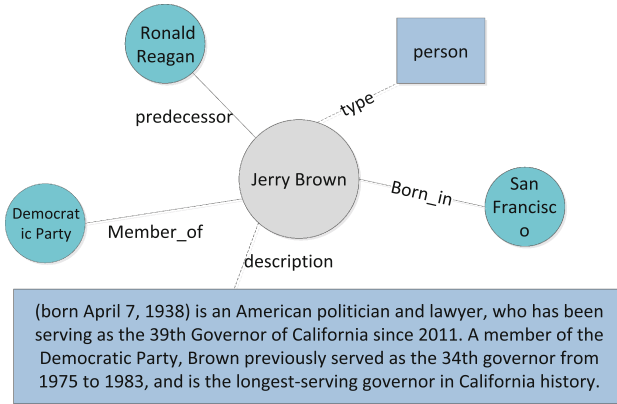 Ronald
Reagan
person
type
predecessor
Jerry Brown
Born_in
San
Francisc
o
Democrat
ic Party
Member_of
description
(born April 7, 1938) is an American politician and lawyer, who has been
serving as the 39th Governor of California since 2011. A member of the
Democratic Party, Brown previously served as the 34th governor from
1975 to 1983, and is the longest-serving governor in California history.